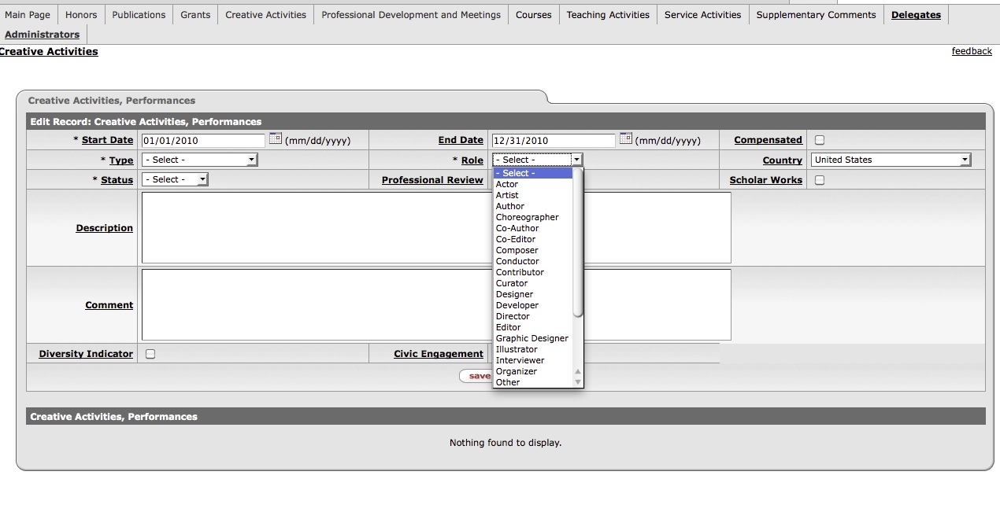 Main Page Honors Publications Grants Creative Activities Professional Development and Meetings Courses Teaching Activities Service Activities Supplementary Comments Delegates
Administrators
Creative Activities feedback
Creative Activities, Performances
Edit Record: Creative Activities, Performances
* Start Date 01/01/2010 (mm/dd/yyyy) End Date 12/31/2010 (mm/dd/yyyy) Compensated
* Type - Select - * Role - Select - Country United States
* Status - Select - Professional Review Scholar Works
- Select -
Actor
Artist
Author
Choreographer
Co-Author
Co-Editor
Composer
Conductor
Contributor
Curator
Designer
Developer
Director
Editor
Graphic Designer
Illustrator
Interviewer
Organizer
Other
Description
Comment
Diversity Indicator Civic Engagement
save
Creative Activities, Performances
Nothing found to display.